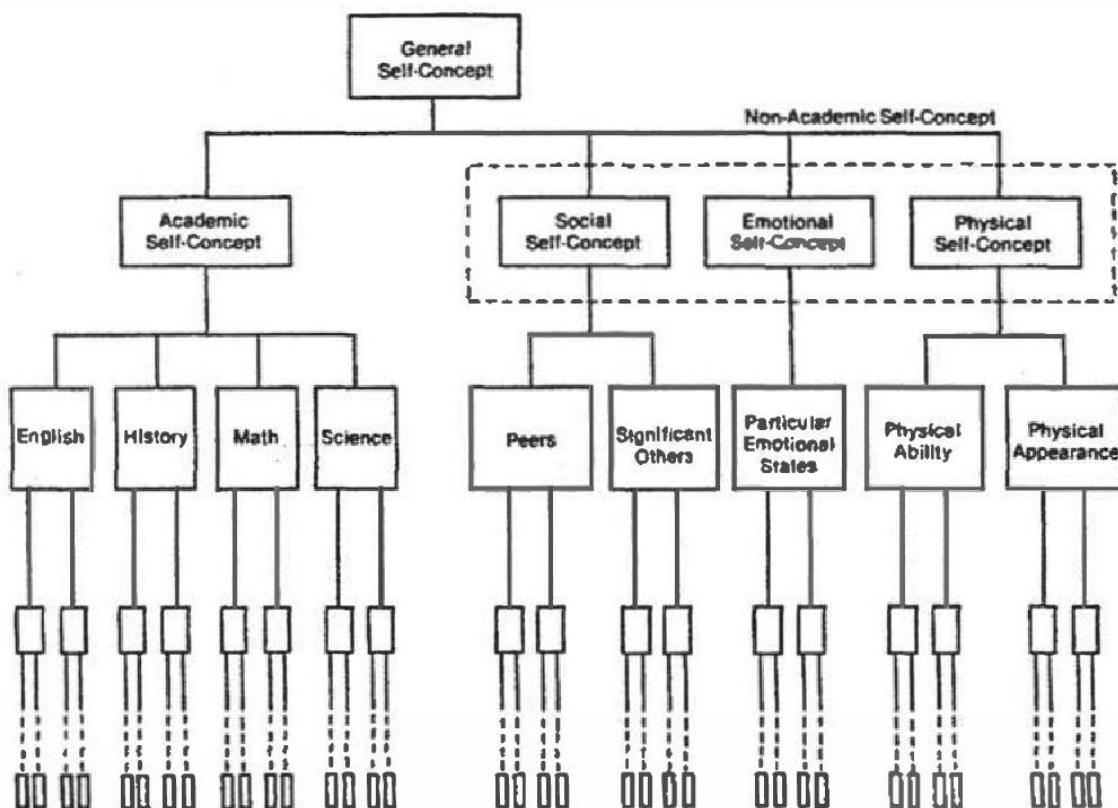 General
Self-Concept
Non-Academic Self-Concept
Academic
Self-Concept
Social
Self-Concept
Emotional
Self-Concept
Physical
Self-Concept
English
History
Math
Science
Peers
Significant
Others
Particular
Emotional
States
Physical
Ability
Physical
Appearance